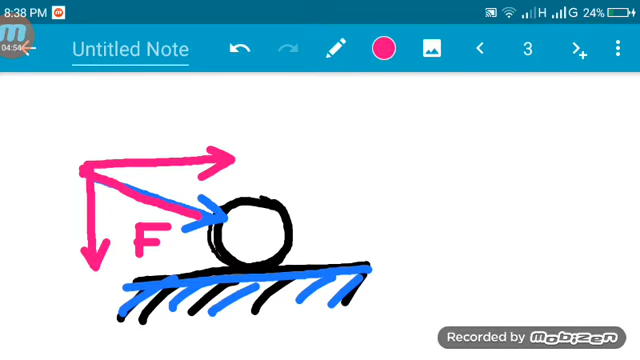 8:38 PM H G 24%
04:54 Untitled Note 3
F
Recorded by mobizen